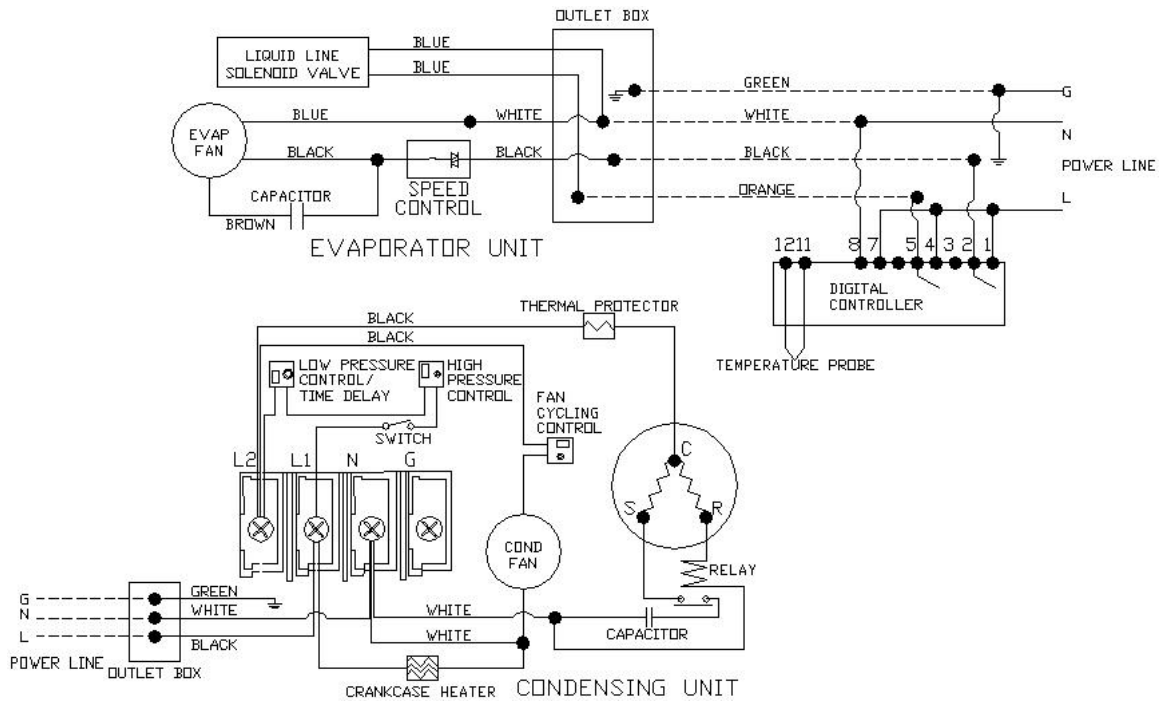 OUTLET BOX
LIQUID LINE
SOLENOID VALVE
BLUE
BLUE
GREEN
G
EVAP
FAN
BLUE
WHITE
WHITE
N
BLACK
BLACK
BLACK
POWER LINE
SPEED
CONTROL
CAPACITOR
BROWN
ORANGE
L
EVAPORATOR UNIT
12 11 8 7 5 4 3 2 1
DIGITAL
CONTROLLER
TEMPERATURE PROBE
THERMAL PROTECTOR
BLACK
BLACK
LOW PRESSURE
CONTROL/
TIME DELAY
HIGH
PRESSURE
CONTROL
FAN
CYCLING
CONTROL
SWITCH
L2 L1 N G
C
S
R
COND
FAN
RELAY
G
N
L
GREEN
WHITE
BLACK
WHITE
WHITE
CAPACITOR
POWER LINE
OUTLET BOX
CRANKCASE HEATER
CONDENSING UNIT